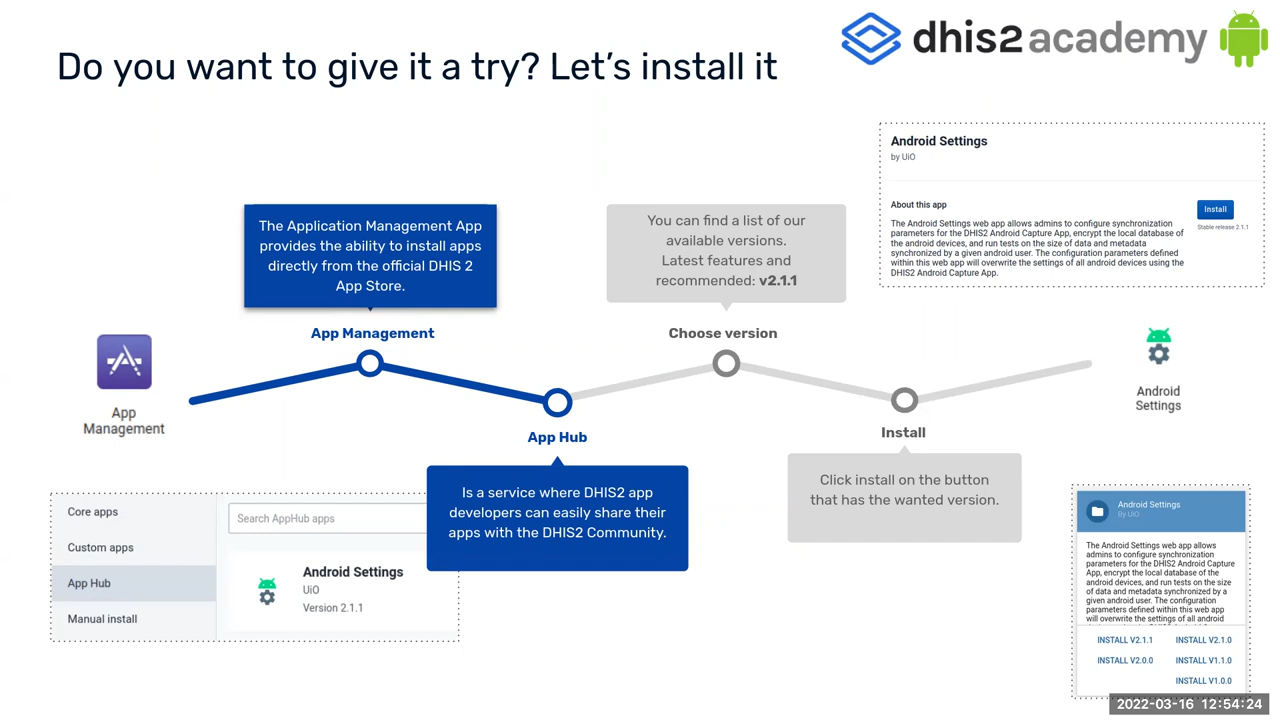 Do you want to give it a try? Let's install it
dhis2 academy
Android Settings
by UiO
About this app
The Android Settings web app allows admins to configure synchronization
parameters for the DHIS2 Android Capture App, encrypt the local database of
the android devices, and run tests on the size of data and metadata
synchronized by a given android user. The configuration parameters defined
within this web app will overwrite the settings of all android devices using the
DHIS2 Android Capture App.
Install
Stable release 2.1.1
The Application Management App
provides the ability to install apps
directly from the official DHIS 2
App Store.
You can find a list of our
available versions.
Latest features and
recommended: v2.1.1
App Management
Choose version
App
Management
Android
Settings
App Hub
Install
Is a service where DHIS2 app
developers can easily share their
apps with the DHIS2 Community.
Click install on the button
that has the wanted version.
Core apps
Custom apps
App Hub
Manual install
Search AppHub apps
Android Settings
UiO
Version 2.1.1
Android Settings
By UiO
The Android Settings web app allows
admins to configure synchronization
parameters for the DHIS2 Android Capture
App, encrypt the local database of the
android devices, and run tests on the size
of data and metadata synchronized by a
given android user. The configuration
parameters defined within this web app
will overwrite the settings of all android
INSTALL V2.1.1
INSTALL V2.1.0
INSTALL V2.0.0
INSTALL V1.1.0
INSTALL V1.0.0
2022-03-16 12:54:24